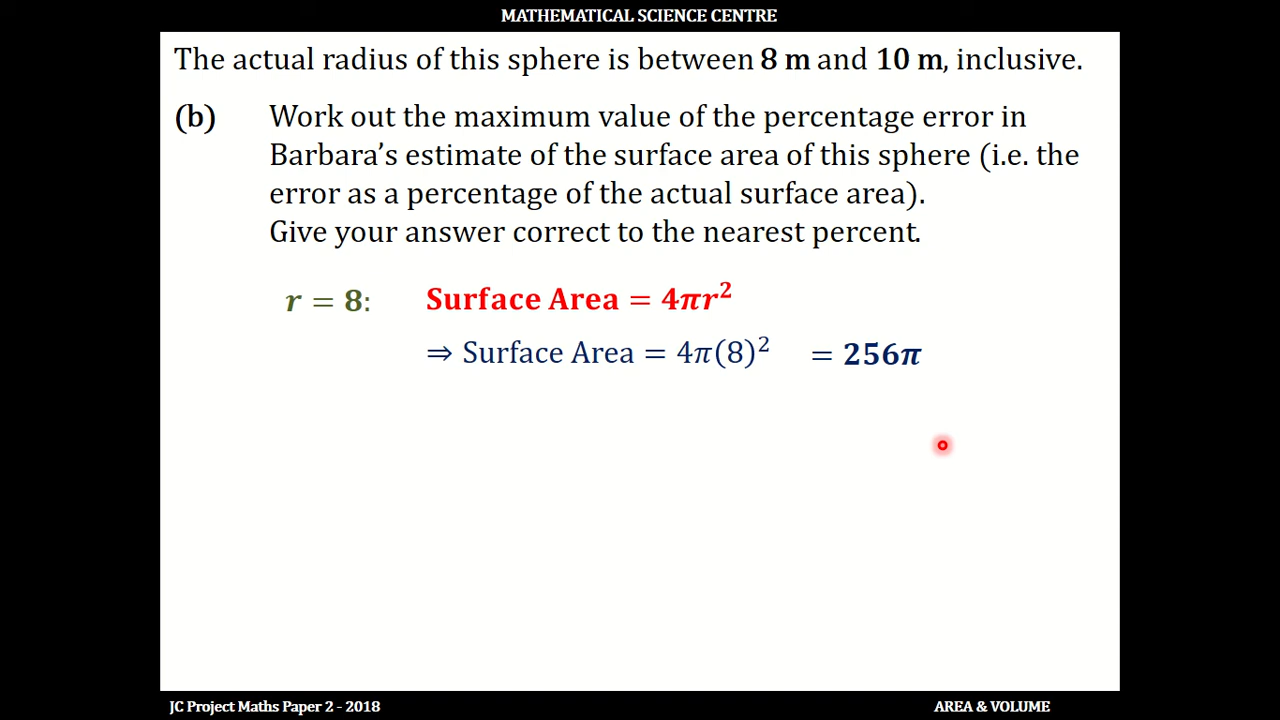 MATHEMATICAL SCIENCE CENTRE
The actual radius of this sphere is between 8 m and 10 m, inclusive.
(b) Work out the maximum value of the percentage error in
Barbara’s estimate of the surface area of this sphere (i.e. the
error as a percentage of the actual surface area).
Give your answer correct to the nearest percent.
r = 8: Surface Area = 4πr²
⇒ Surface Area = 4π(8)² = 256π
JC Project Maths Paper 2 - 2018 AREA & VOLUME